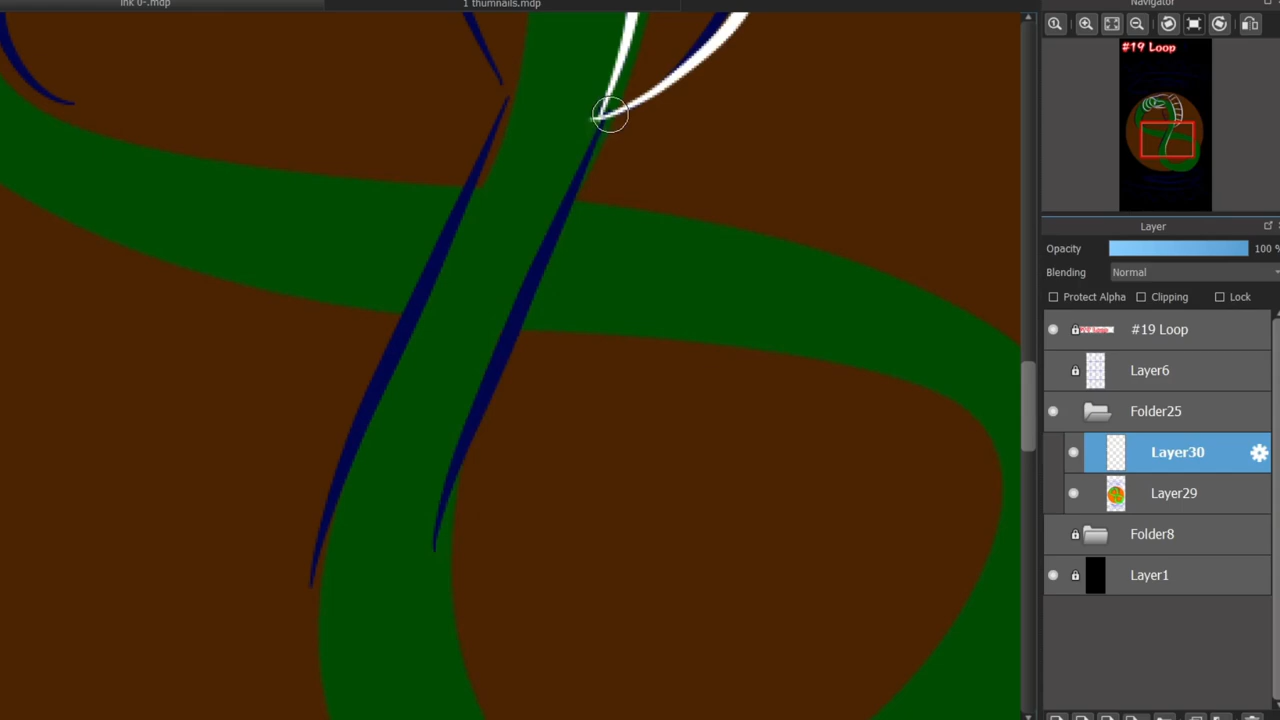 ink 0-.mdp
1 thumnails.mdp
Navigator
#19 Loop
Layer
Opacity 100 %
Blending Normal
Protect Alpha Clipping Lock
#19 Loop
Layer6
Folder25
Layer30
Layer29
Folder8
Layer1